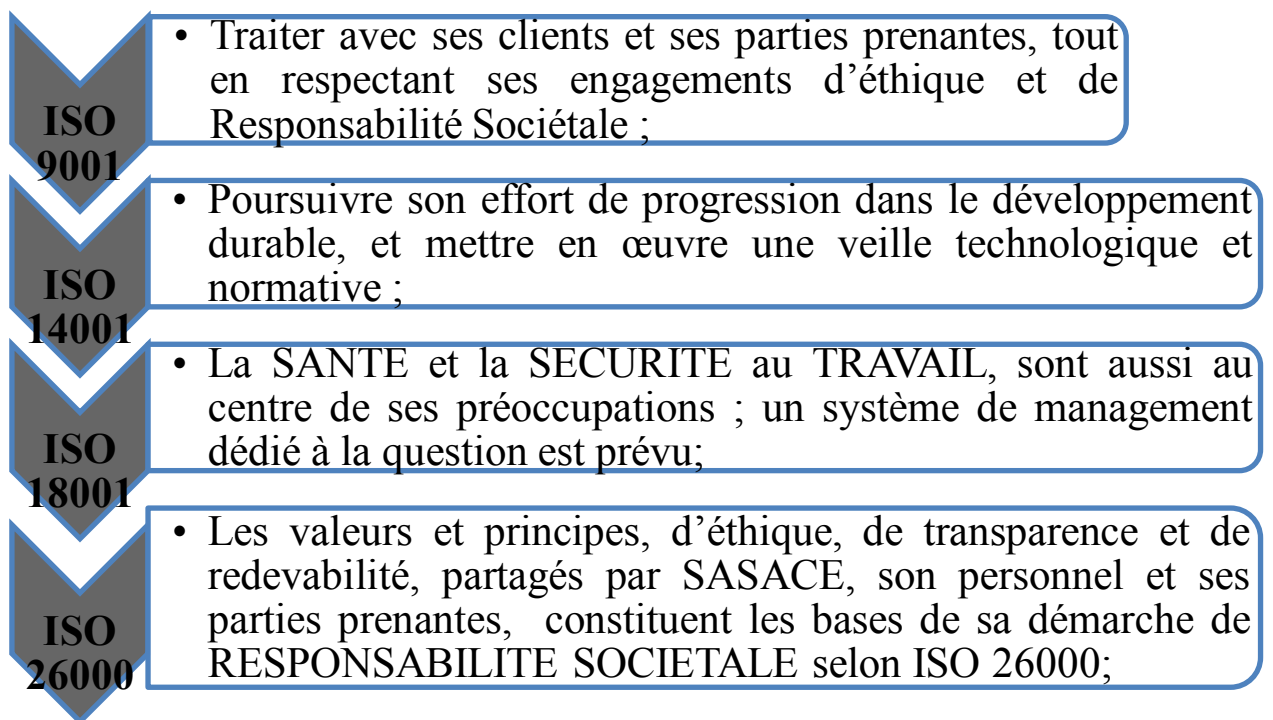 ISO
9001
• Traiter avec ses clients et ses parties prenantes, tout
en respectant ses engagements d’éthique et de
Responsabilité Sociétale ;
ISO
14001
• Poursuivre son effort de progression dans le développement
durable, et mettre en œuvre une veille technologique et
normative ;
ISO
18001
• La SANTE et la SECURITE au TRAVAIL, sont aussi au
centre de ses préoccupations ; un système de management
dédié à la question est prévu;
ISO
26000
• Les valeurs et principes, d’éthique, de transparence et de
redevabilité, partagés par SASACE, son personnel et ses
parties prenantes, constituent les bases de sa démarche de
RESPONSABILITE SOCIETALE selon ISO 26000;